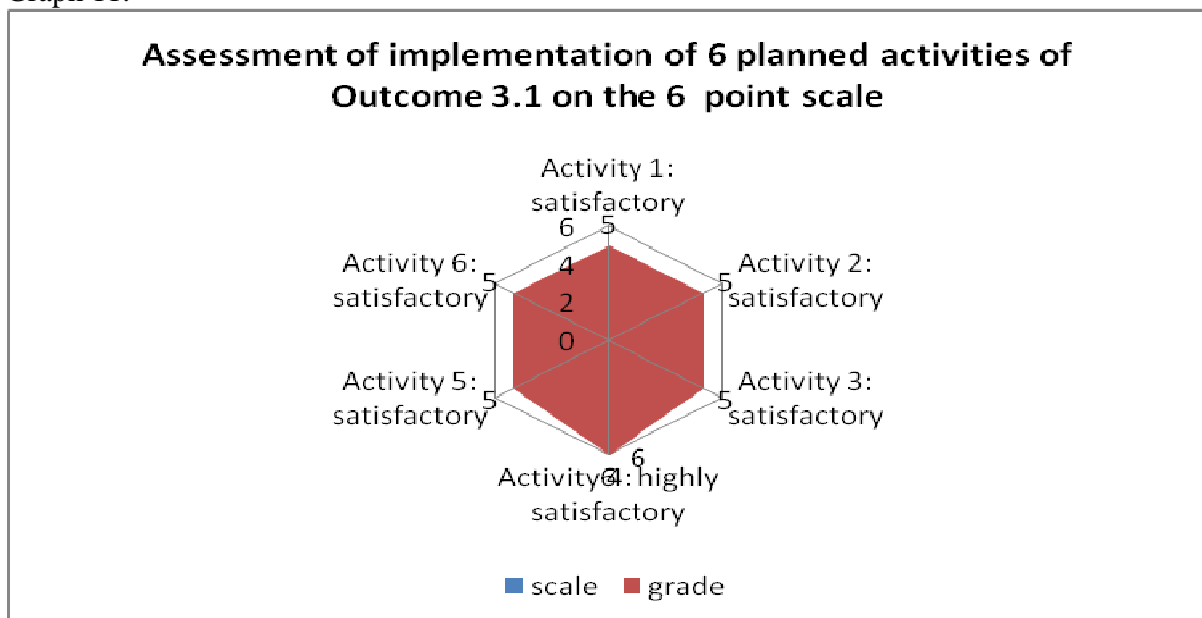 Assessment of implementation of 6 planned activities of
Outcome 3.1 on the 6 point scale
Activity 1:
satisfactory
6 5
Activity 6:
satisfactory
5
4
2
0
Activity 2:
satisfactory
5
Activity 5:
satisfactory
5
Activity 3:
satisfactory
5
6
Activity 4: highly
satisfactory
scale grade